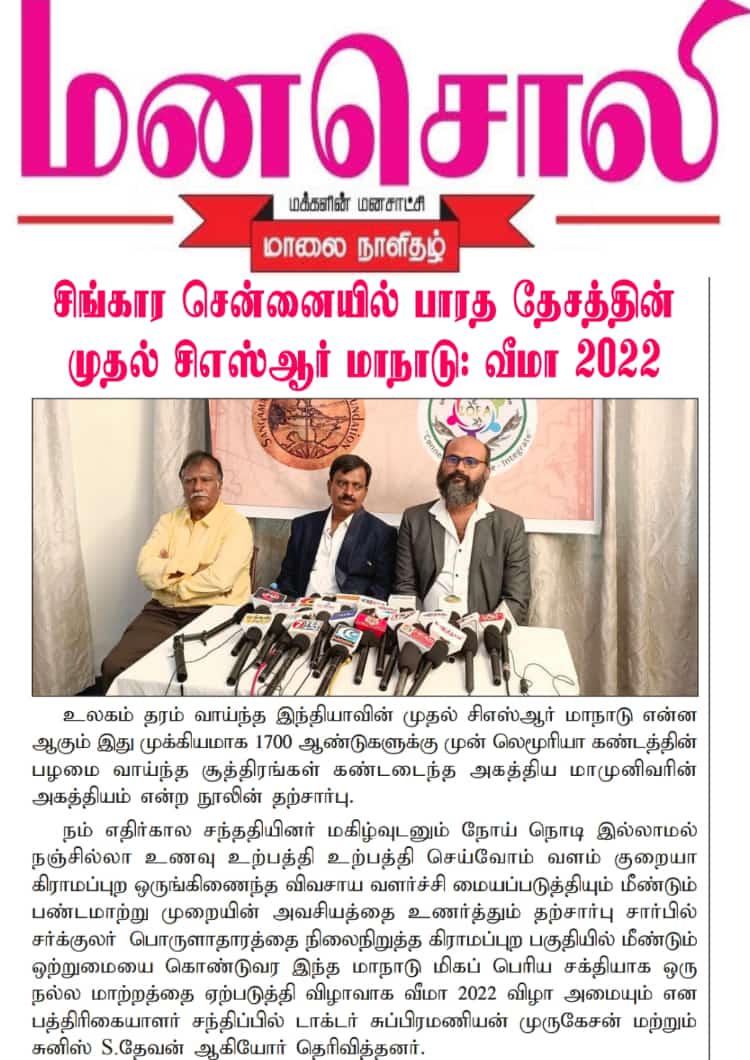 மனசொலி
மக்களின் மனசாட்சி
மாலை நாளிதழ்
சிங்கார சென்னையில் பாரத தேசத்தின்
முதல் சிஎஸ்ஆர் மாநாடு: வீமா 2022
உலகம் தரம் வாய்ந்த இந்தியாவின் முதல் சிஎஸ்ஆர் மாநாடு என்ன
ஆகும் இது முக்கியமாக 1700 ஆண்டுகளுக்கு முன் லெமூரியா கண்டத்தின்
பழமை வாய்ந்த சூத்திரங்கள் கண்டடைந்த அகத்திய மாமுனிவரின்
அகத்தியம் என்ற நூலின் தற்சார்பு.
நம் எதிர்கால சந்ததியினர் மகிழ்வுடனும் நோய் நொடி இல்லாமல்
நஞ்சில்லா உணவு உற்பத்தி உற்பத்தி செய்வோம் வளம் குறையா
கிராமப்புற ஒருங்கிணைந்த விவசாய வளர்ச்சி மையப்படுத்தியும் மீண்டும்
பண்டமாற்று முறையின் அவசியத்தை உணர்த்தும் தற்சார்பு சார்பில்
சர்க்குலர் பொருளாதாரத்தை நிலைநிறுத்த கிராமப்புற பகுதியில் மீண்டும்
ஒற்றுமையை கொண்டுவர இந்த மாநாடு மிகப் பெரிய சக்தியாக ஒரு
நல்ல மாற்றத்தை ஏற்படுத்தி விழாவாக வீமா 2022 விழா அமையும் என
பத்திரிகையாளர் சந்திப்பில் டாக்டர் சுப்பிரமணியன் முருகேசன் மற்றும்
சுனிஸ் S.தேவன் ஆகியோர் தெரிவித்தனர்.